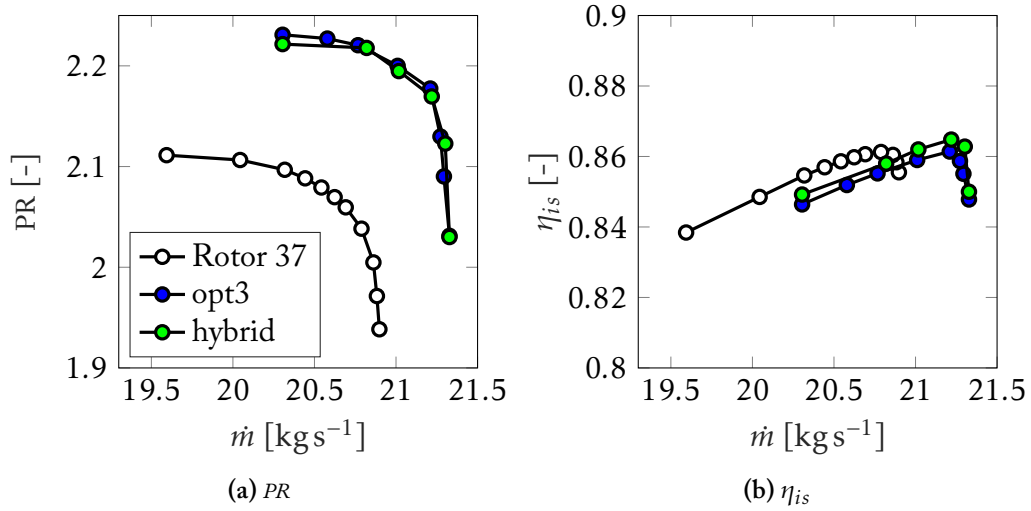 2.2
2.1
2
1.9
PR [-]
Rotor 37
opt3
hybrid
19.5 20 20.5 21 21.5
ṁ [kg s⁻¹]
(a) PR
0.9
0.88
0.86
0.84
0.82
0.8
η_is [-]
19.5 20 20.5 21 21.5
ṁ [kg s⁻¹]
(b) η_is